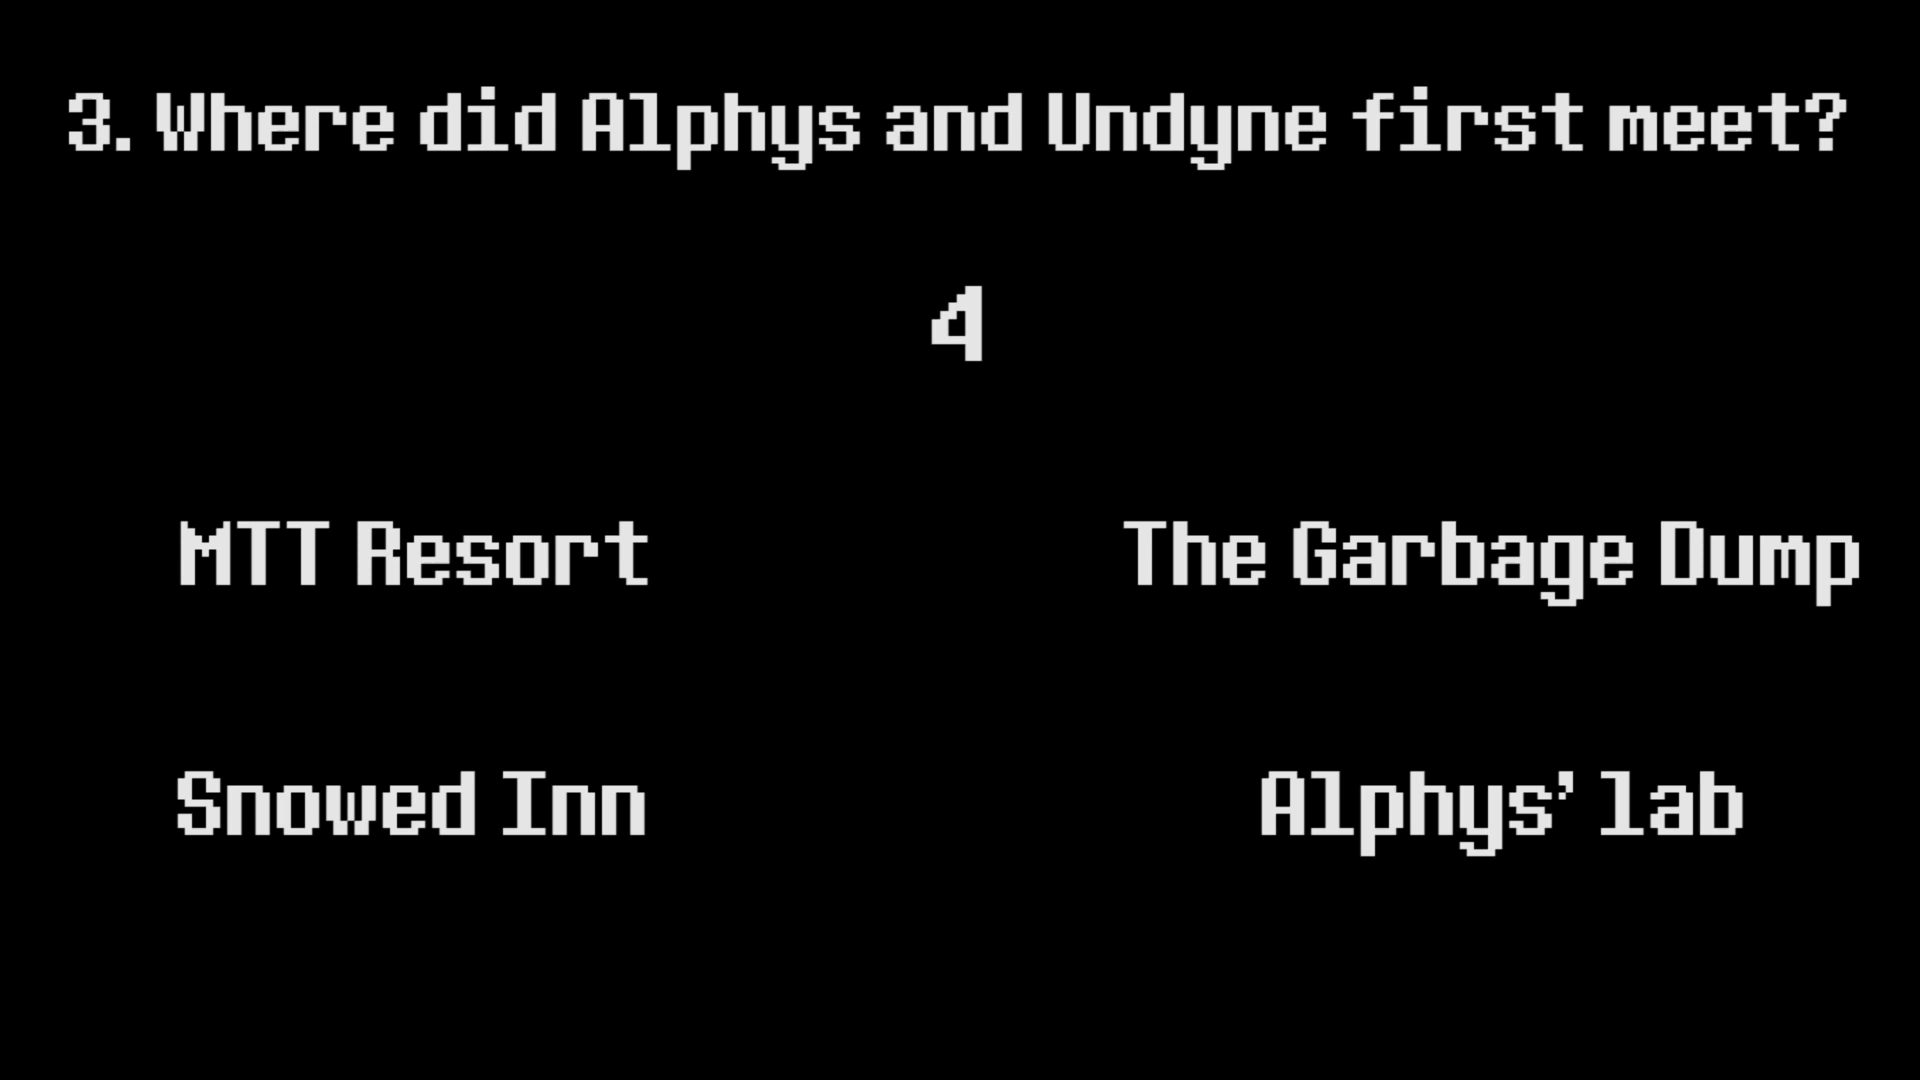 3. Where did Alphys and Undyne first meet?
4
MTT Resort
The Garbage Dump
Snowed Inn
Alphys' lab